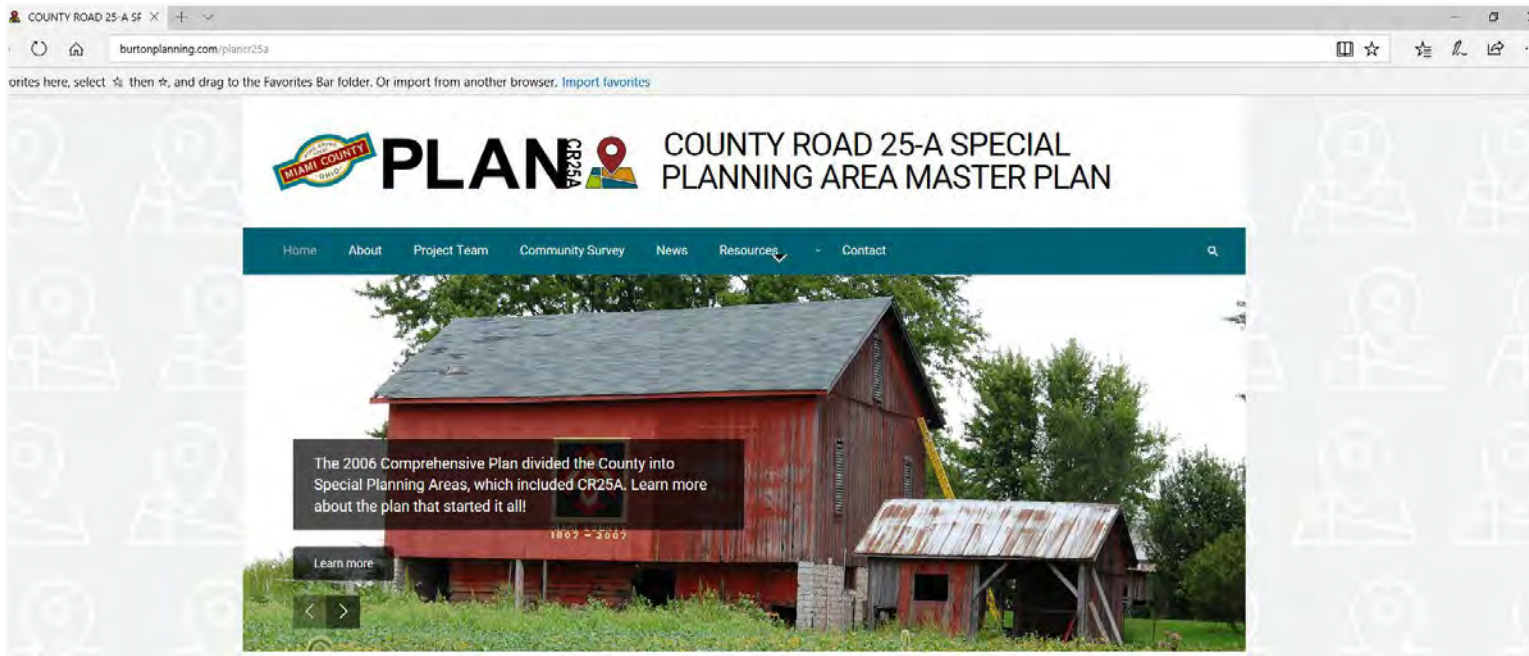 COUNTY ROAD 25-A SF
burtonplanning.com/plancr25a
orites here, select then , and drag to the Favorites Bar folder. Or import from another browser. Import favorites
MIAMI COUNTY
OHIO
PLAN CR25A
COUNTY ROAD 25-A SPECIAL
PLANNING AREA MASTER PLAN
Home About Project Team Community Survey News Resources - Contact
The 2006 Comprehensive Plan divided the County into
Special Planning Areas, which included CR25A. Learn more
about the plan that started it all!
1807 - 2007
Learn more